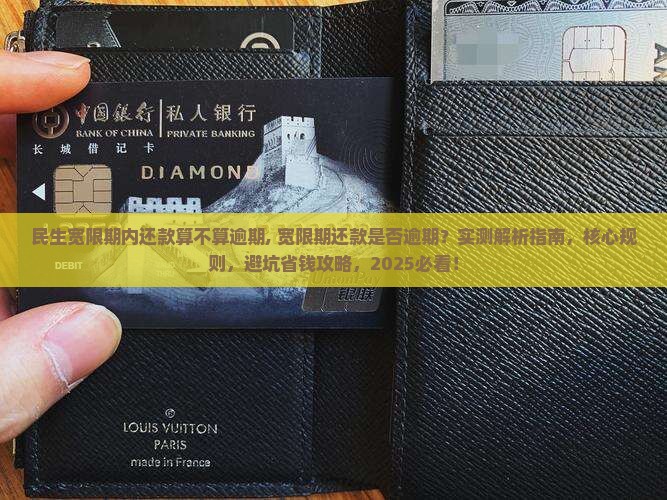 中國銀行 | 私人银行
BANK OF CHINA | PRIVATE BANKING
长城借记卡
DIAMOND
民生宽限期内还款算不算逾期, 宽限期还款是否逾期？实测解析指南，核心规
则，避坑省钱攻略，2025必看！
DEBIT
银联
LOUIS VUITTON
PARIS
made in France